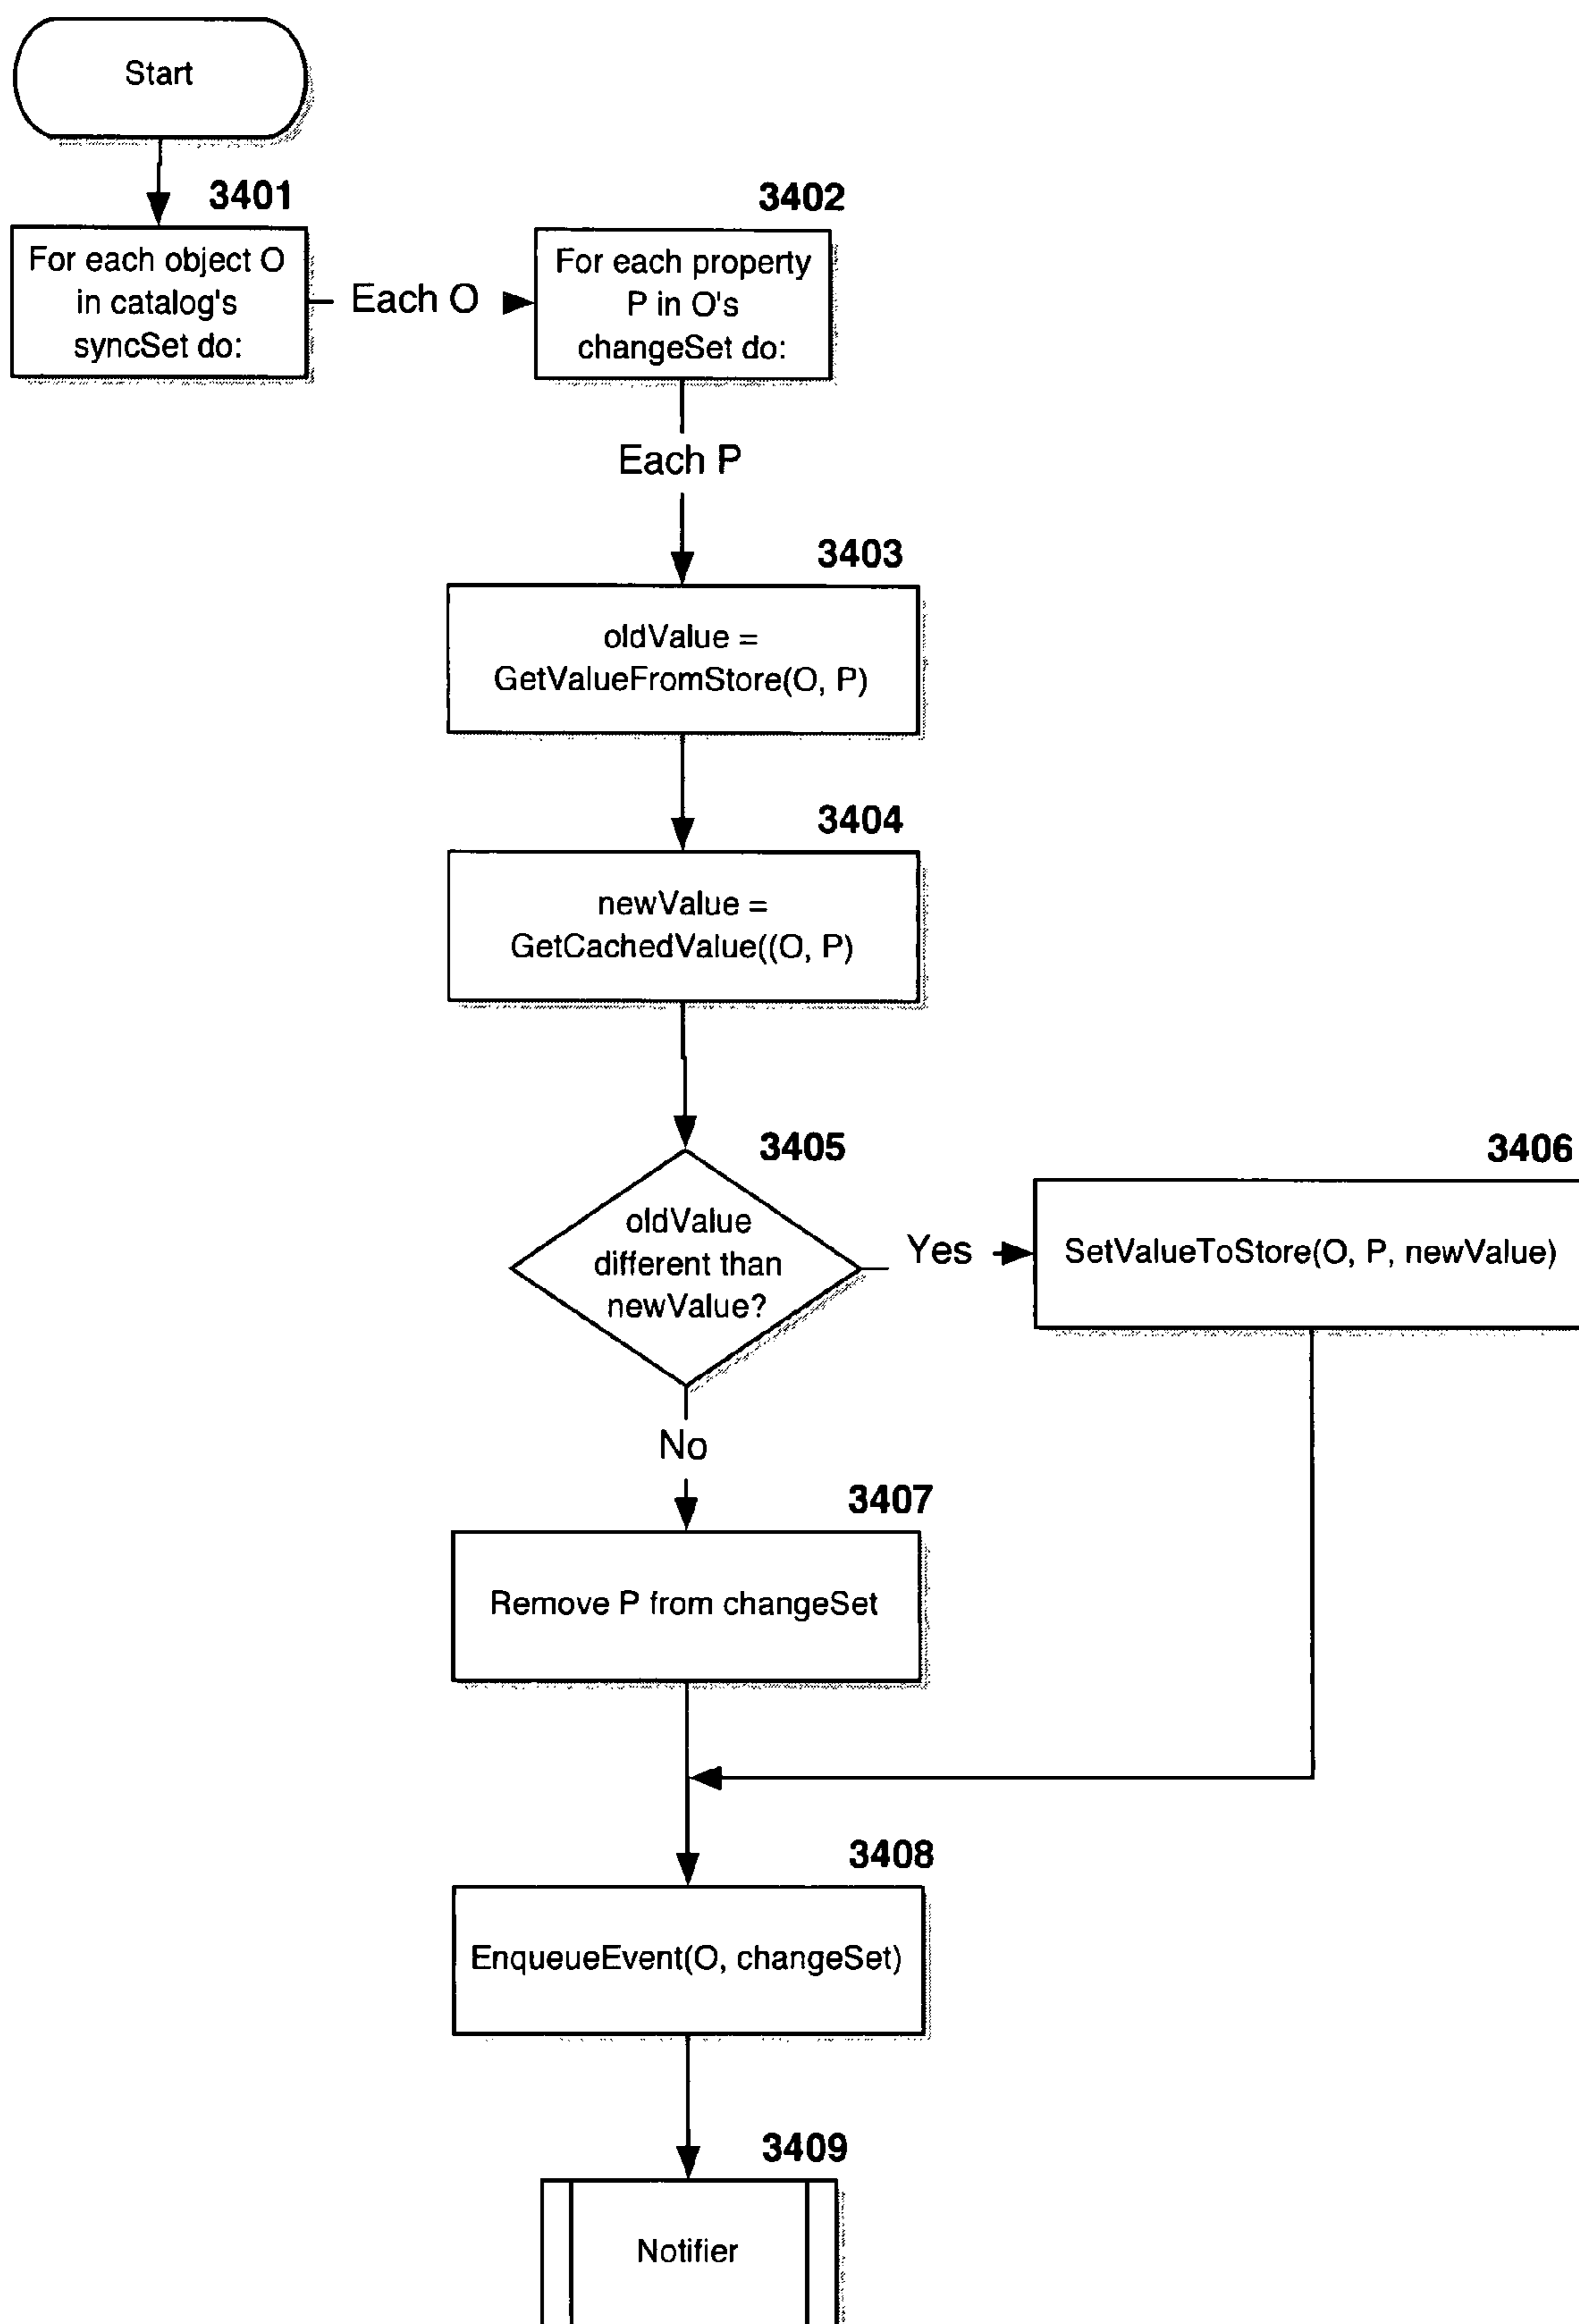 Start
3401
For each object O
in catalog's
syncSet do:
Each O
3402
For each property
P in O's
changeSet do:
Each P
3403
oldValue =
GetValueFromStore(O, P)
3404
newValue =
GetCachedValue((O, P)
3405
oldValue
different than
newValue?
Yes
3406
SetValueToStore(O, P, newValue)
No
3407
Remove P from changeSet
3408
EnqueueEvent(O, changeSet)
3409
Notifier